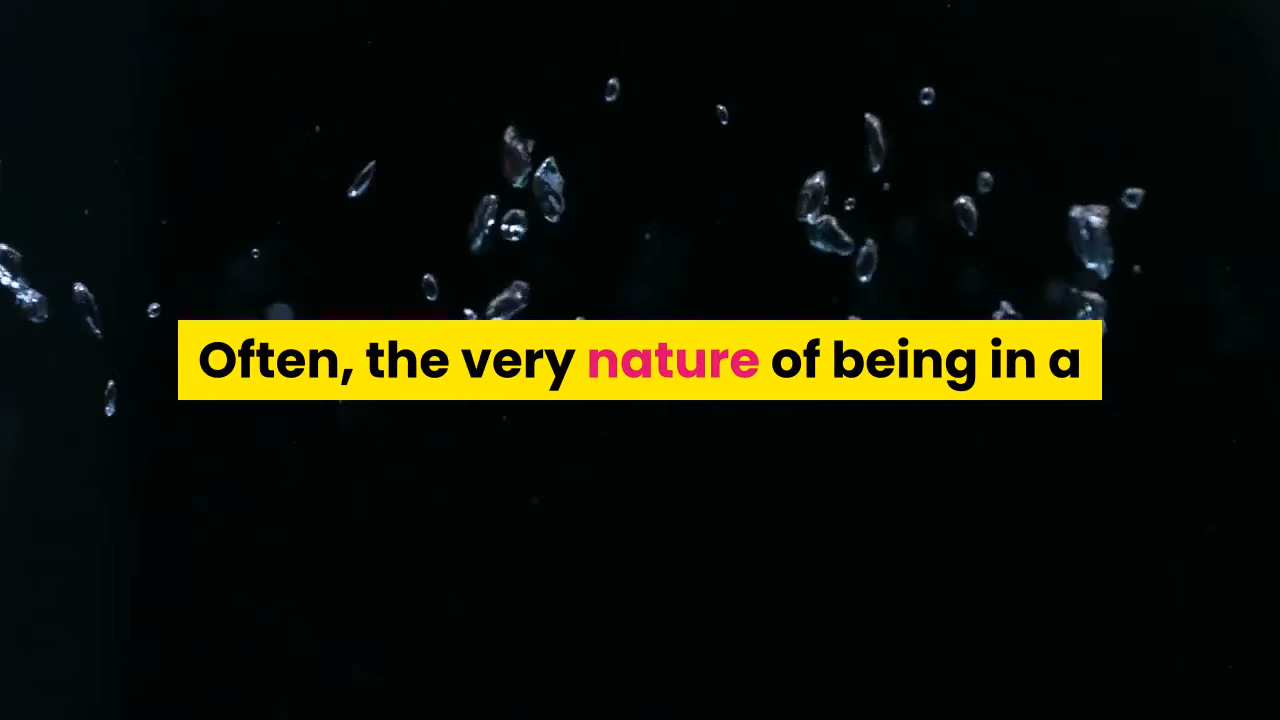 Often, the very nature of being in a